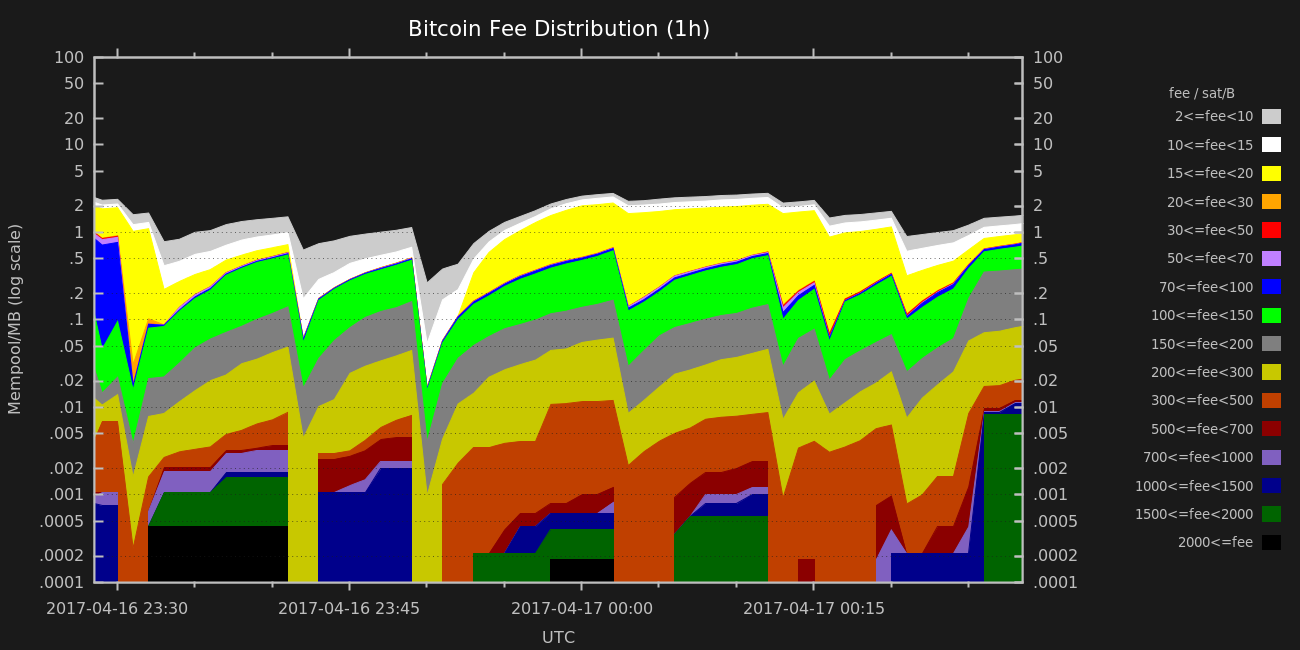 Bitcoin Fee Distribution (1h)
100 100
50 50
20 20
10 10
5 5
2 2
1 1
.5 .5
.2 .2
.1 .1
.05 .05
.02 .02
.01 .01
.005 .005
.002 .002
.001 .001
.0005 .0005
.0002 .0002
.0001 .0001
Mempool/MB (log scale)
2017-04-16 23:30 2017-04-16 23:45 2017-04-17 00:00 2017-04-17 00:15
UTC
fee / sat/B
2<=fee<10
10<=fee<15
15<=fee<20
20<=fee<30
30<=fee<50
50<=fee<70
70<=fee<100
100<=fee<150
150<=fee<200
200<=fee<300
300<=fee<500
500<=fee<700
700<=fee<1000
1000<=fee<1500
1500<=fee<2000
2000<=fee